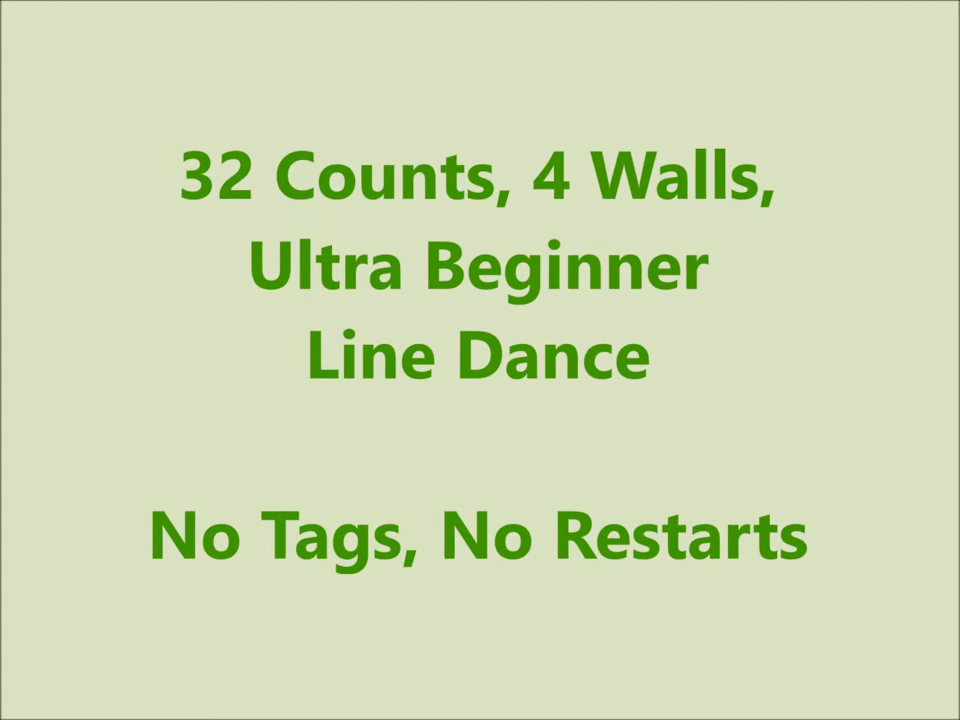 32 Counts, 4 Walls,
Ultra Beginner
Line Dance
No Tags, No Restarts